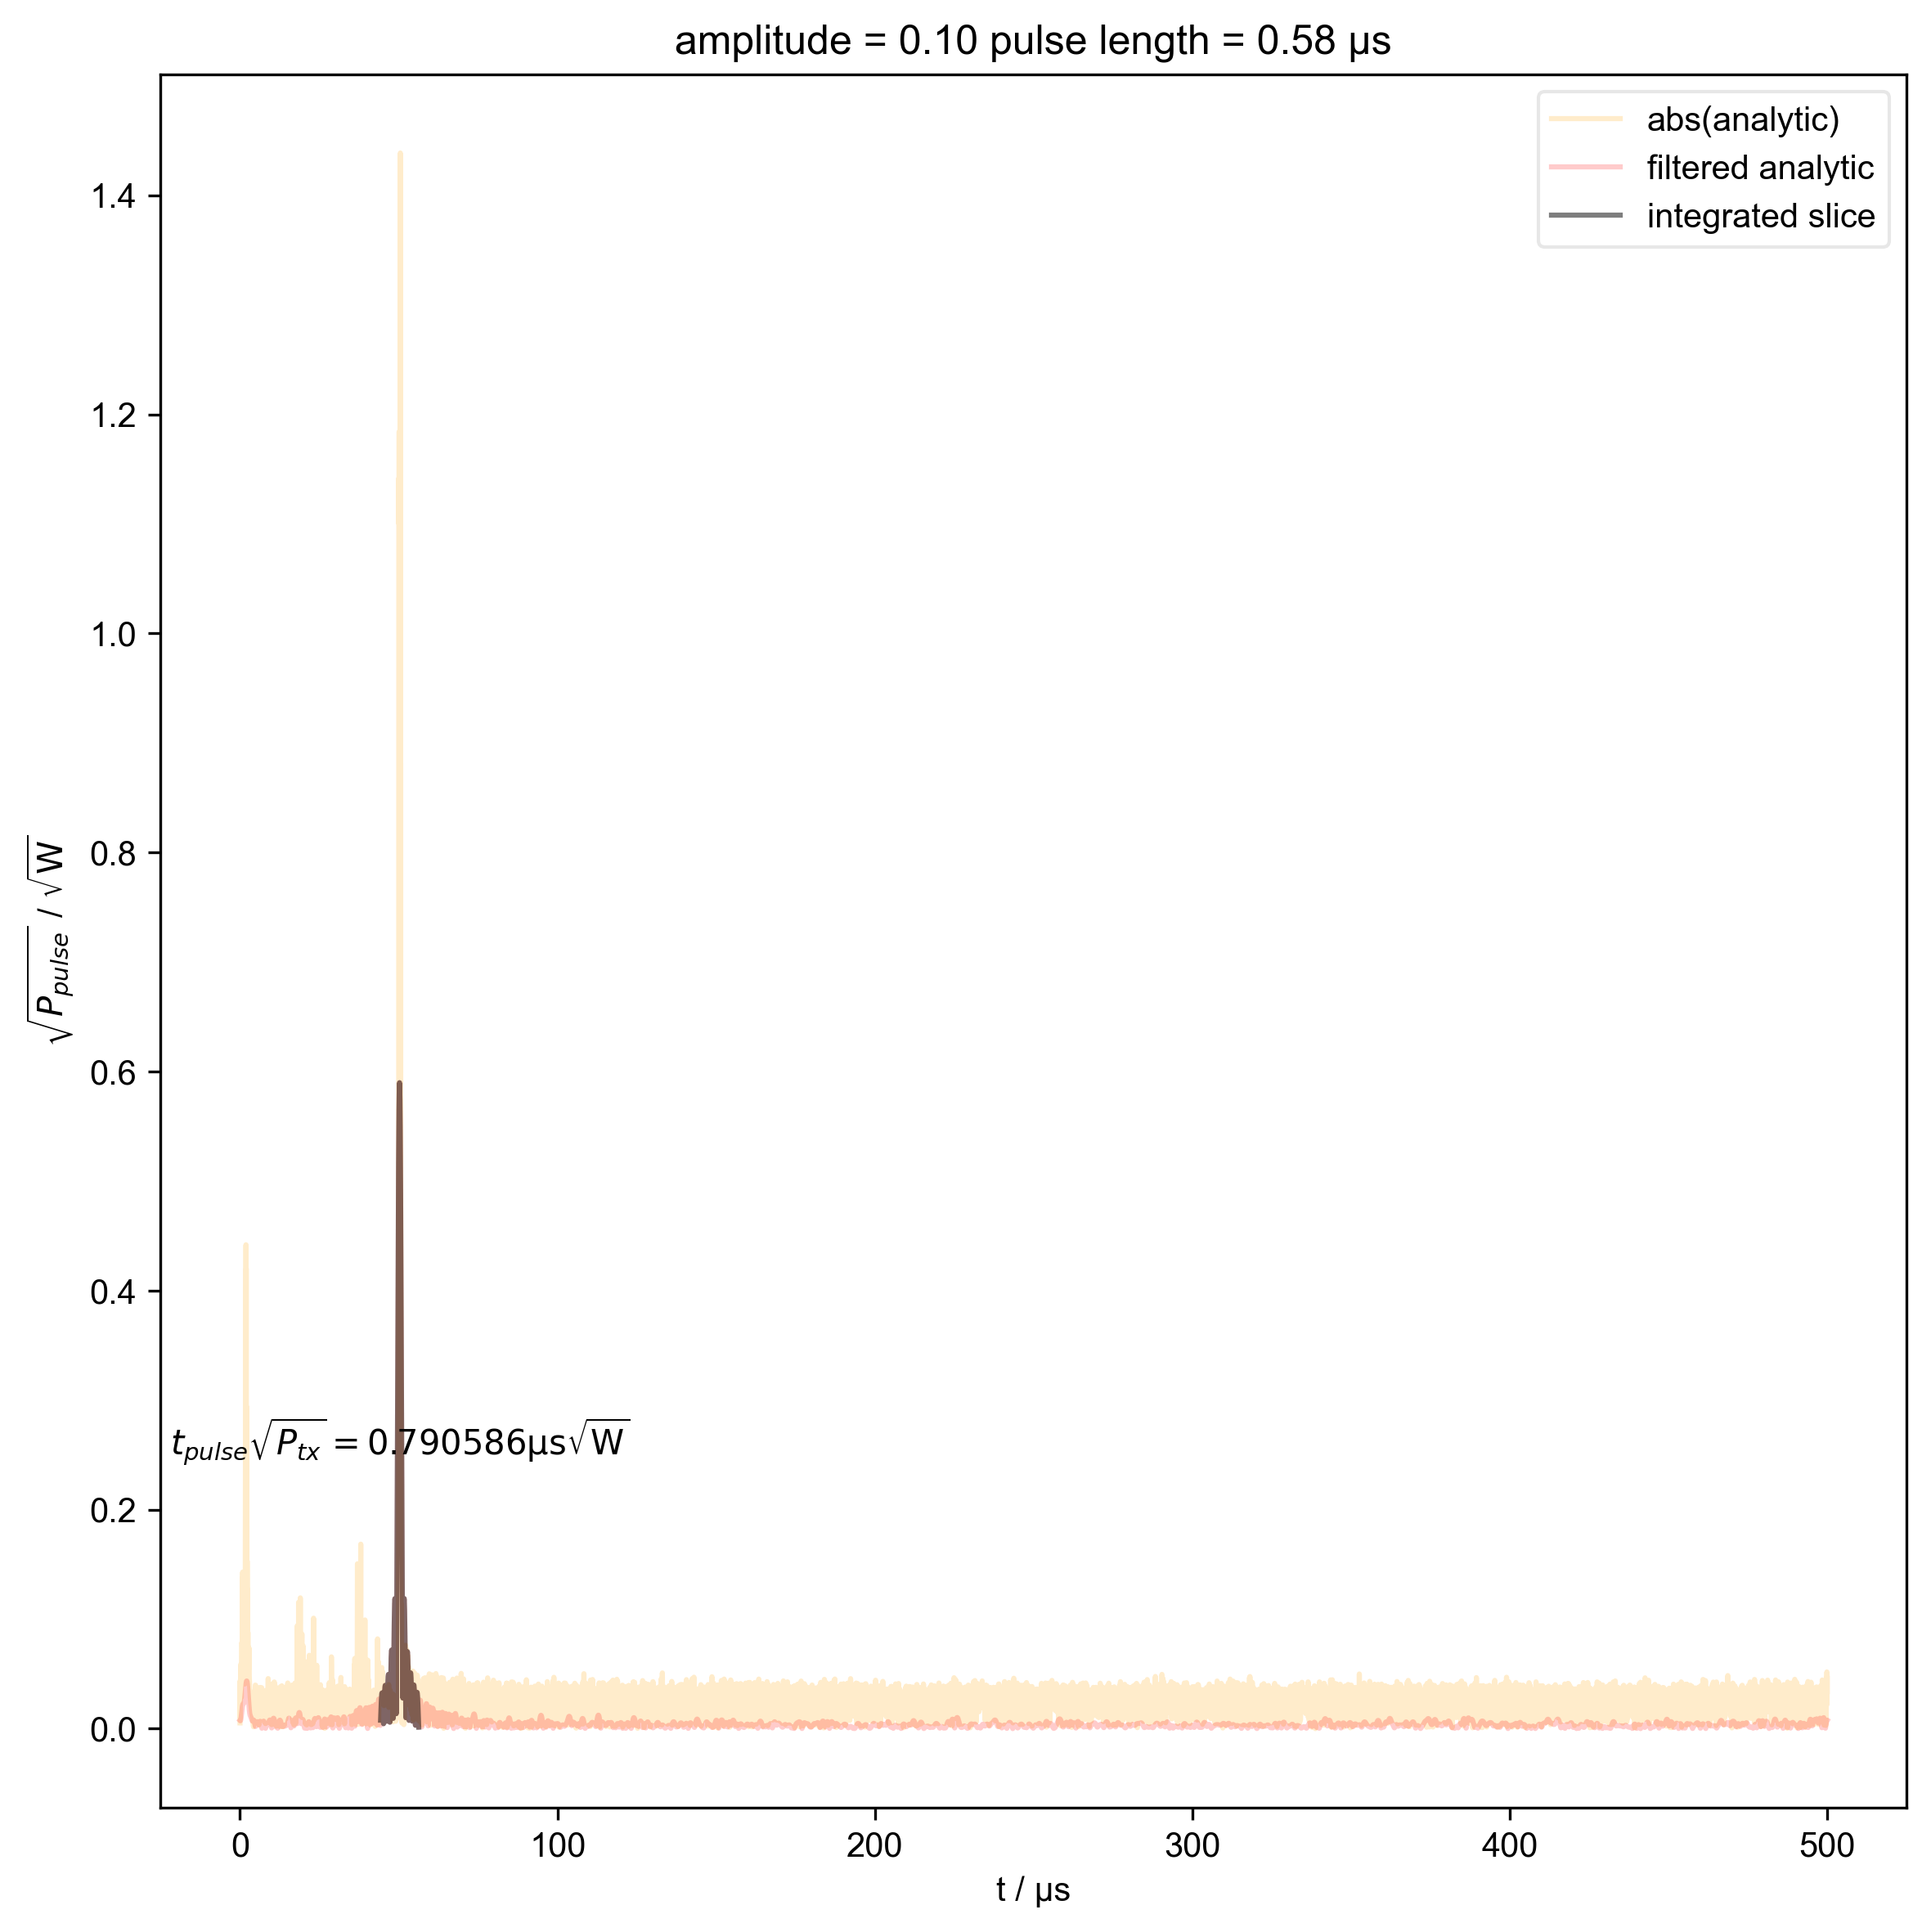 amplitude = 0.10 pulse length = 0.58 µs
abs(analytic)
filtered analytic
integrated slice
1.4
1.2
1.0
0.8
0.6
0.4
0.2
0.0
√P_pulse / √W
t_pulse√P_tx = 0.790586µs√W
0 100 200 300 400 500
t / µs